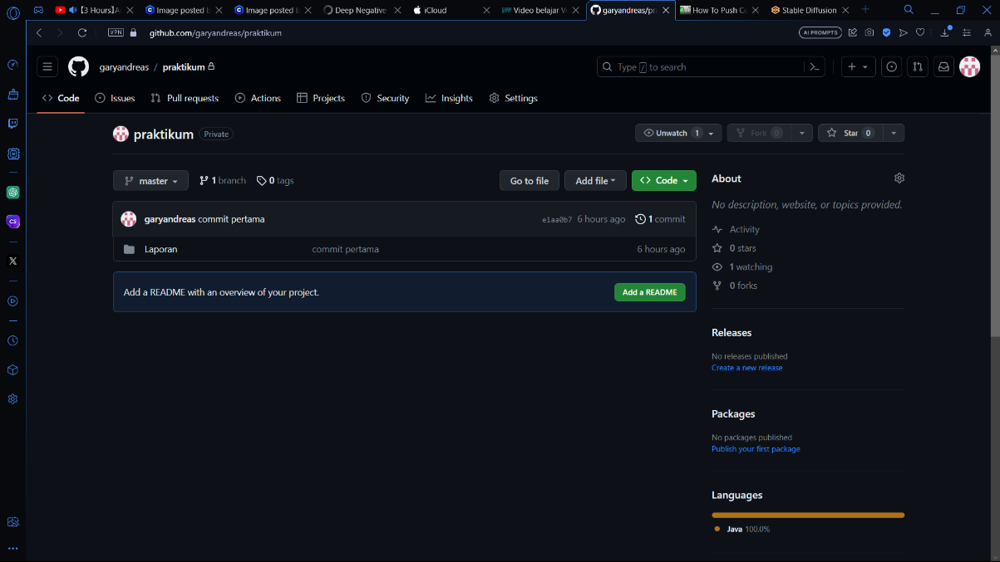 [3 Hours]AI
Image posted b
Image posted b
Deep Negative
iCloud
Video belajar V
garyandreas/pra
How To Push Co
Stable Diffusion
VPN
github.com/garyandreas/praktikum
AI PROMPTS
garyandreas / praktikum
Type / to search
Code
Issues
Pull requests
Actions
Projects
Security
Insights
Settings
praktikum Private
Unwatch 1
Fork 0
Star 0
master
1 branch
0 tags
Go to file
Add file
Code
garyandreas commit pertama
e1aa0b7 6 hours ago
1 commit
Laporan
commit pertama
6 hours ago
Add a README with an overview of your project.
Add a README
About
No description, website, or topics provided.
Activity
0 stars
1 watching
0 forks
Releases
No releases published
Create a new release
Packages
No packages published
Publish your first package
Languages
Java 100.0%